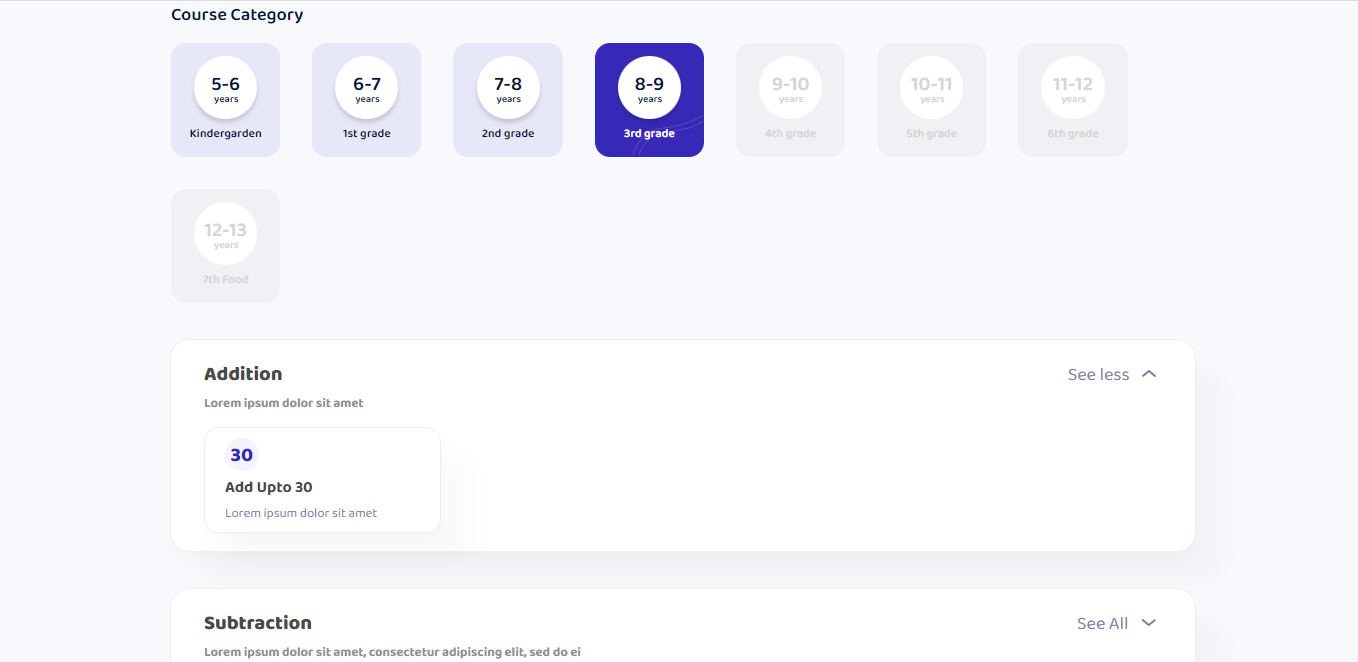 Course Category
5-6
years
Kindergarden
6-7
years
1st grade
7-8
years
2nd grade
8-9
years
3rd grade
9-10
years
4th grade
10-11
years
5th grade
11-12
years
6th grade
12-13
years
7th Food
Addition
See less
Lorem ipsum dolor sit amet
30
Add Upto 30
Lorem ipsum dolor sit amet
Subtraction
See All
Lorem ipsum dolor sit amet, consectetur adipiscing elit, sed do ei